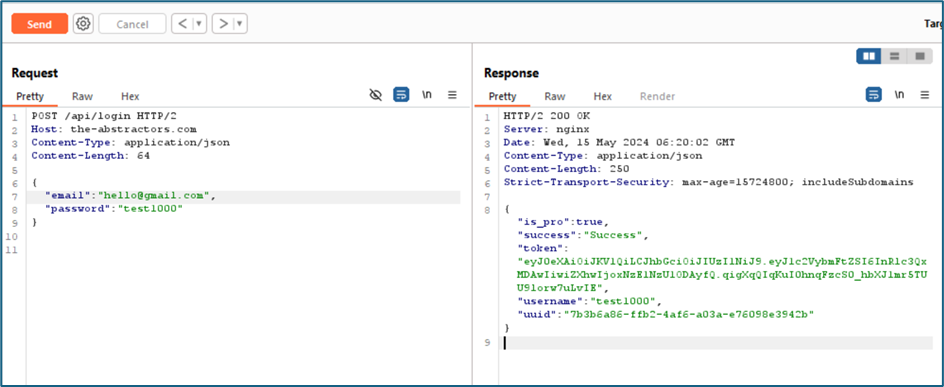 Send
Cancel
< | ▾
> | ▾
Targ
Request
Pretty Raw Hex
\n
1 POST /api/login HTTP/2
2 Host: the-abstractors.com
3 Content-Type: application/json
4 Content-Length: 64
5
6 {
7 "email":"hello@gmail.com",
8 "password":"test1000"
9 }
10
11
Response
Pretty Raw Hex Render
\n
1 HTTP/2 200 OK
2 Server: nginx
3 Date: Wed, 15 May 2024 06:20:02 GMT
4 Content-Type: application/json
5 Content-Length: 250
6 Strict-Transport-Security: max-age=15724800; includeSubdomains
7
8 {
"is_pro":true,
"success":"Success",
"token":
"username":"test1000",
"uuid":"7b3b6a86-ffb2-4af6-a03a-e76098e3942b"
}
9